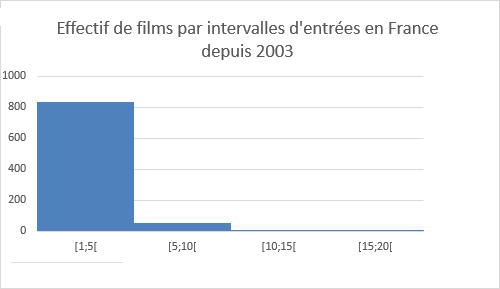 Effectif de films par intervalles d'entrées en France
depuis 2003
1000
800
600
400
200
0
[1;5[ [5;10[ [10;15[ [15;20[